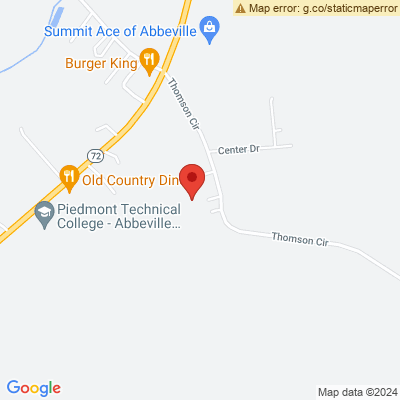 Map error: g.co/staticmaperror
Summit Ace of Abbeville
Burger King
Thomson Cir
Center Dr
72
Old Country Din
Piedmont Technical
College - Abbeville...
Thomson Cir
Google
Map data ©2024